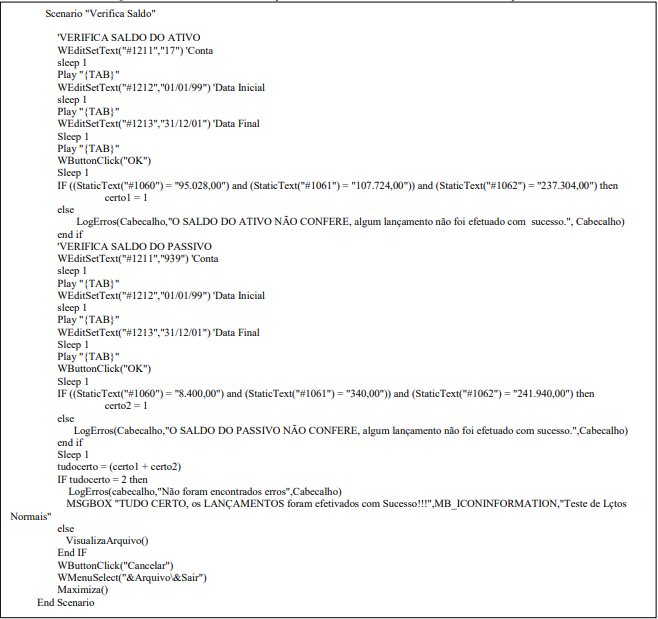 Scenario "Verifica Saldo"
'VERIFICA SALDO DO ATIVO
WEditSetText("#1211","17") 'Conta
sleep 1
Play "{TAB}"
WEditSetText("#1212","01/01/99") 'Data Inicial
sleep 1
Play "{TAB}"
WEditSetText("#1213","31/12/01") 'Data Final
Sleep 1
Play "{TAB}"
WButtonClick("OK")
Sleep 1
IF ((StaticText("#1060") = "95.028,00") and (StaticText("#1061") = "107.724,00")) and (StaticText("#1062") = "237.304,00") then
certo1 = 1
else
LogErros(Cabecalho,"O SALDO DO ATIVO NÃO CONFERE, algum lançamento não foi efetuado com sucesso.", Cabecalho)
end if
'VERIFICA SALDO DO PASSIVO
WEditSetText("#1211","939") 'Conta
sleep 1
Play "{TAB}"
WEditSetText("#1212","01/01/99") 'Data Inicial
sleep 1
Play "{TAB}"
WEditSetText("#1213","31/12/01") 'Data Final
Sleep 1
Play "{TAB}"
WButtonClick("OK")
Sleep 1
IF ((StaticText("#1060") = "8.400,00") and (StaticText("#1061") = "340,00")) and (StaticText("#1062") = "241.940,00") then
certo2 = 1
else
LogErros(Cabecalho,"O SALDO DO PASSIVO NÃO CONFERE, algum lançamento não foi efetuado com sucesso.",Cabecalho)
end if
Sleep 1
tudocerto = (certo1 + certo2)
IF tudocerto = 2 then
LogErros(cabecalho,"Não foram encontrados erros",Cabecalho)
MSGBOX "TUDO CERTO, os LANÇAMENTOS foram efetivados com Sucesso!!!",MB_ICONINFORMATION,"Teste de Lçtos
Normais"
else
VisualizaArquivo()
End IF
WButtonClick("Cancelar")
WMenuSelect("&Arquivo\&Sair")
Maximiza()
End Scenario